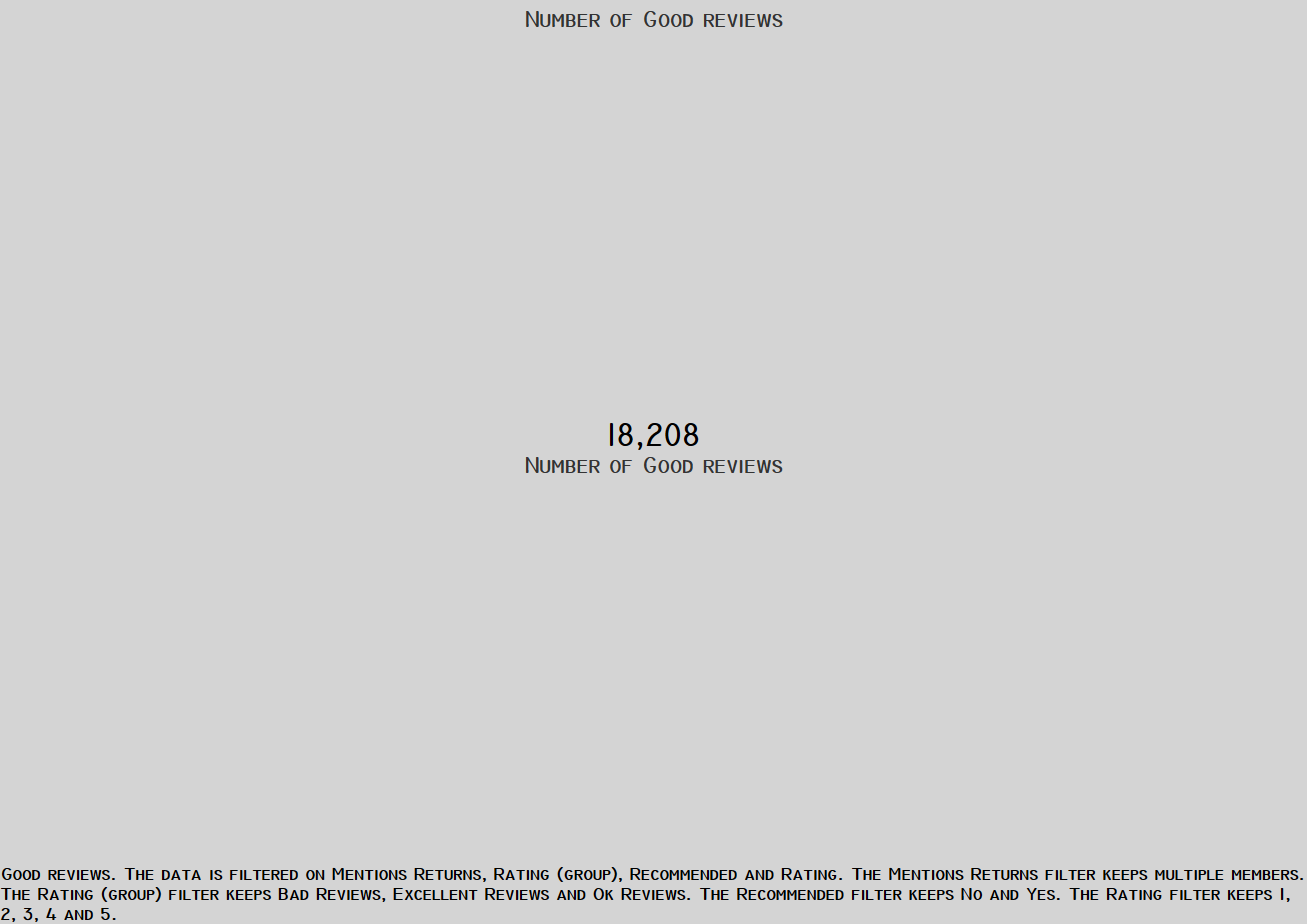 Number of Good reviews
18,208
Number of Good reviews
Good reviews. The data is filtered on Mentions Returns, Rating (group), Recommended and Rating. The Mentions Returns filter keeps multiple members.
The Rating (group) filter keeps Bad Reviews, Excellent Reviews and Ok Reviews. The Recommended filter keeps No and Yes. The Rating filter keeps 1,
2, 3, 4 and 5.